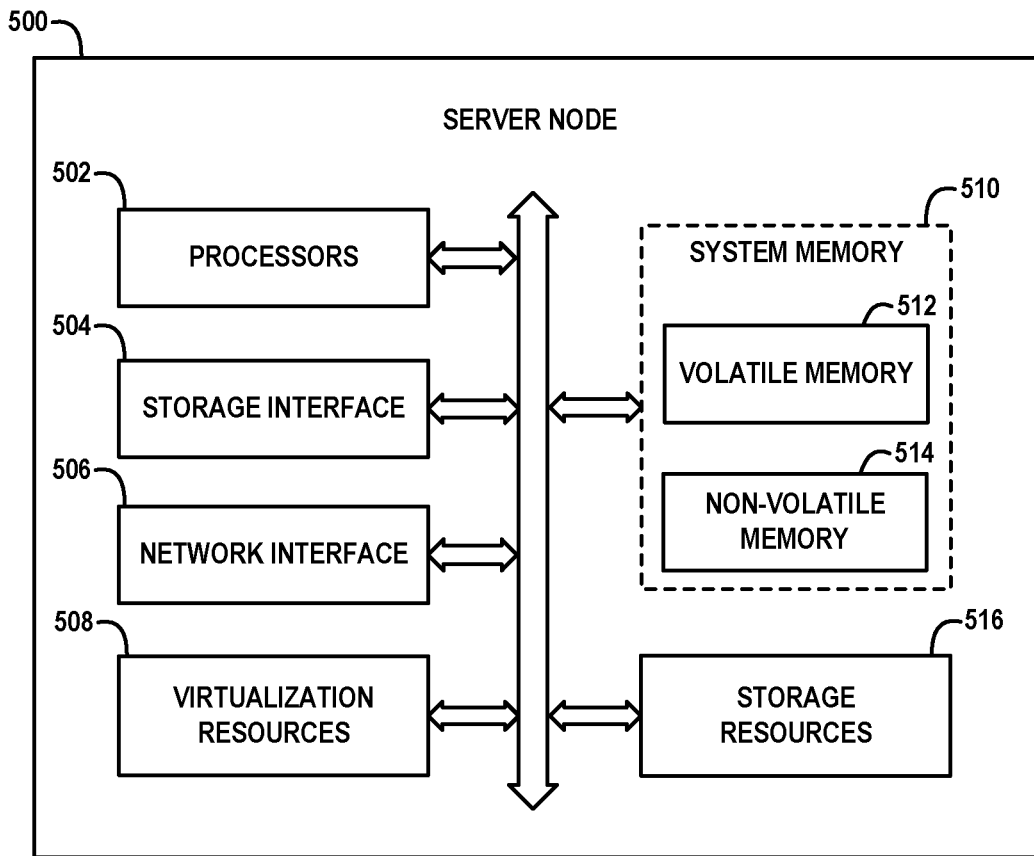 500
SERVER NODE
502
PROCESSORS
504
STORAGE INTERFACE
506
NETWORK INTERFACE
508
VIRTUALIZATION
RESOURCES
510
SYSTEM MEMORY
512
VOLATILE MEMORY
514
NON-VOLATILE
MEMORY
516
STORAGE
RESOURCES